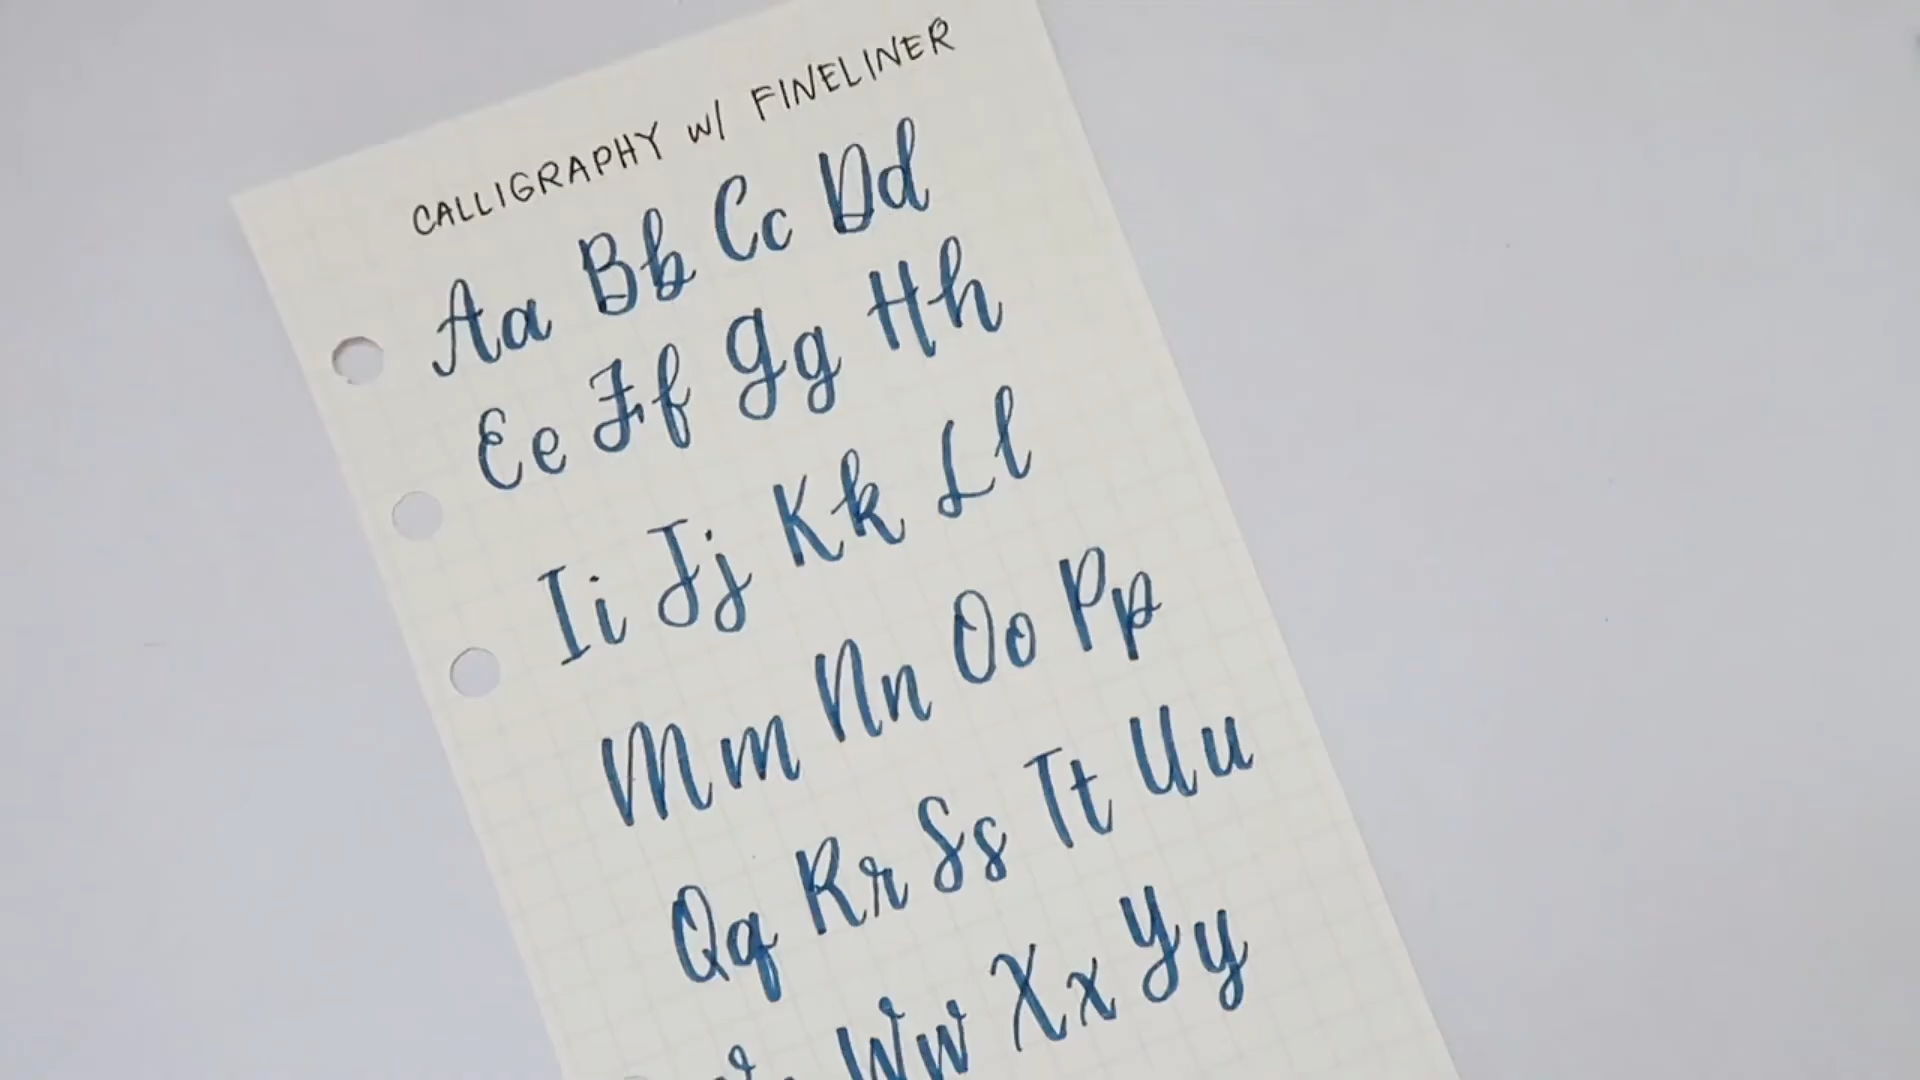 CALLIGRAPHY w/ FINELINER
Aa Bb Cc Dd
Ee Ff Gg Hh
Ii Jj Kk Ll
Mm Nn Oo Pp
Qq Rr Ss Tt Uu
Ww Xx Yy